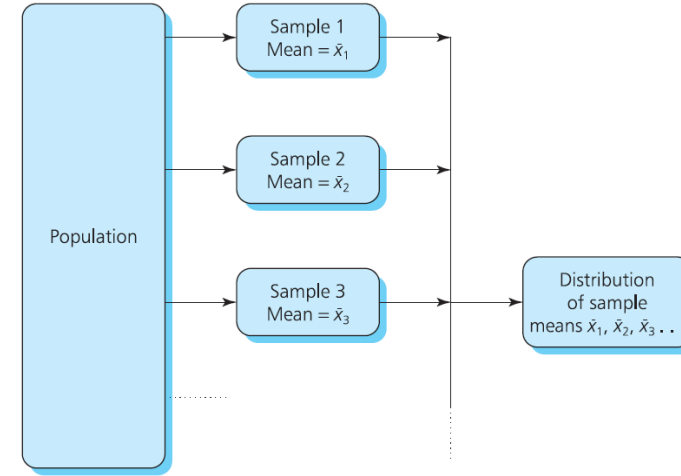 Population
Sample 1
Mean = x̄₁
Sample 2
Mean = x̄₂
Sample 3
Mean = x̄₃
Distribution
of sample
means x̄₁, x̄₂, x̄₃ . .